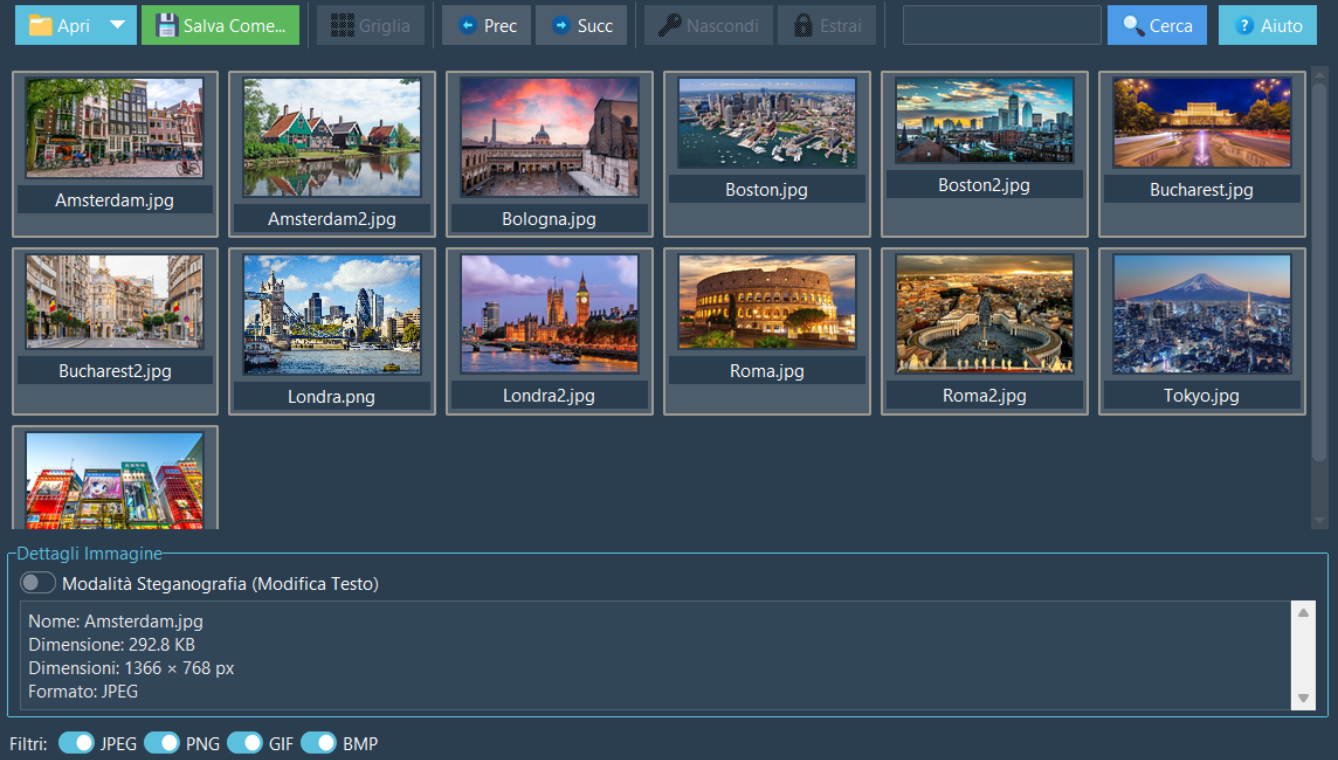 Apri
Salva Come...
Griglia
Prec
Succ
Nascondi
Estrai
Cerca
Aiuto
Amsterdam.jpg
Amsterdam2.jpg
Bologna.jpg
Boston.jpg
Boston2.jpg
Bucharest.jpg
Bucharest2.jpg
Londra.png
Londra2.jpg
Roma.jpg
Roma2.jpg
Tokyo.jpg
Dettagli Immagine
Modalità Steganografia (Modifica Testo)
Nome: Amsterdam.jpg
Dimensione: 292.8 KB
Dimensioni: 1366 × 768 px
Formato: JPEG
Filtri: JPEG PNG GIF BMP